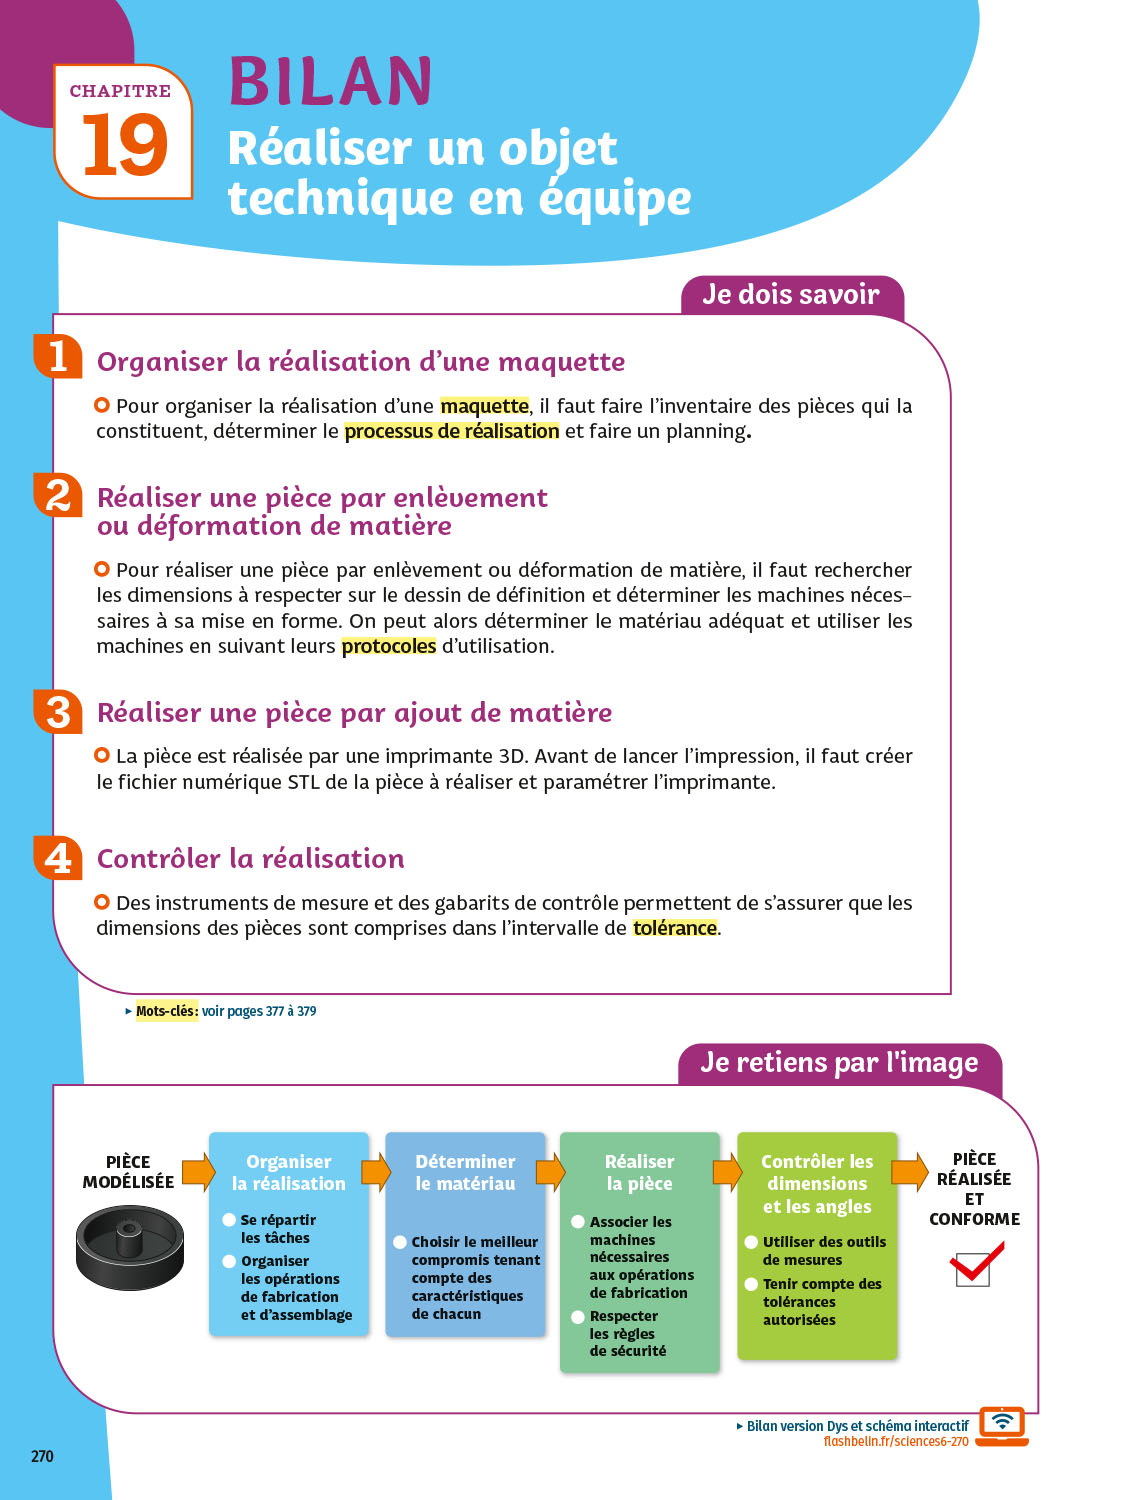 CHAPITRE
19
BILAN
Réaliser un objet
technique en équipe
Je dois savoir
1
Organiser la réalisation d’une maquette
Pour organiser la réalisation d’une maquette, il faut faire l’inventaire des pièces qui la
constituent, déterminer le processus de réalisation et faire un planning.
2
Réaliser une pièce par enlèvement
ou déformation de matière
Pour réaliser une pièce par enlèvement ou déformation de matière, il faut rechercher
les dimensions à respecter sur le dessin de définition et déterminer les machines néces-
saires à sa mise en forme. On peut alors déterminer le matériau adéquat et utiliser les
machines en suivant leurs protocoles d’utilisation.
3
Réaliser une pièce par ajout de matière
La pièce est réalisée par une imprimante 3D. Avant de lancer l’impression, il faut créer
le fichier numérique STL de la pièce à réaliser et paramétrer l’imprimante.
4
Contrôler la réalisation
Des instruments de mesure et des gabarits de contrôle permettent de s’assurer que les
dimensions des pièces sont comprises dans l’intervalle de tolérance.
▸ Mots-clés : voir pages 377 à 379
Je retiens par l'image
PIÈCE
MODÉLISÉE
Organiser
la réalisation
Se répartir
les tâches
Organiser
les opérations
de fabrication
et d’assemblage
Déterminer
le matériau
Choisir le meilleur
compromis tenant
compte des
caractéristiques
de chacun
Réaliser
la pièce
Associer les
machines
nécessaires
aux opérations
de fabrication
Respecter
les règles
de sécurité
Contrôler les
dimensions
et les angles
Utiliser des outils
de mesures
Tenir compte des
tolérances
autorisées
PIÈCE
RÉALISÉE
ET
CONFORME
▸ Bilan version Dys et schéma interactif
flashbelin.fr/sciences6-270
270